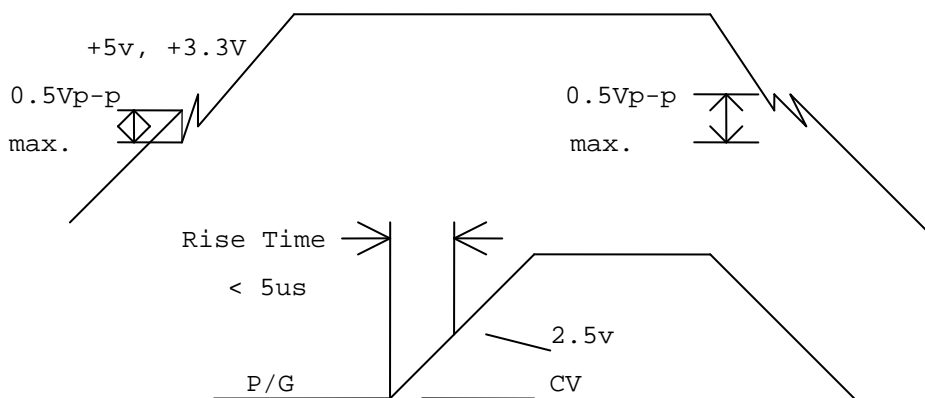 +5v, +3.3V
0.5Vp-p
max.
0.5Vp-p
max.
Rise Time
< 5us
2.5v
P/G
CV